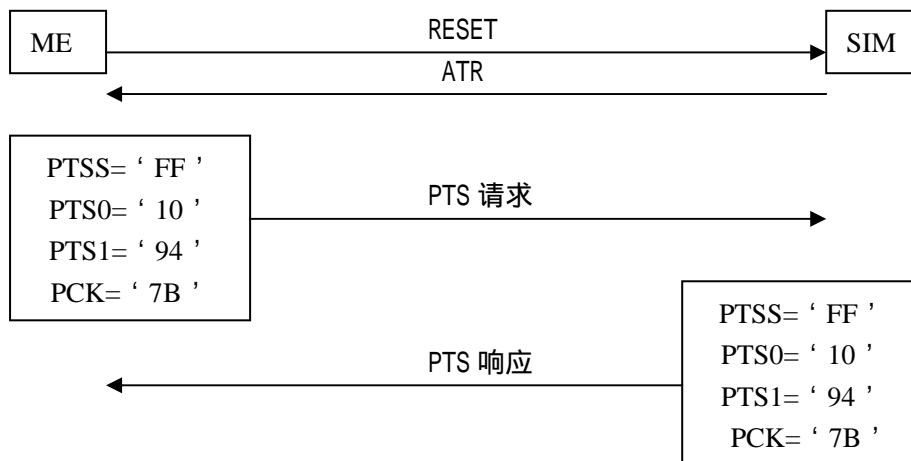 ME
RESET
SIM
ATR
PTSS= ‘ FF ’
PTS0= ‘ 10 ’
PTS1= ‘ 94 ’
PCK= ‘ 7B ’
PTS 请求
PTSS= ‘ FF ’
PTS0= ‘ 10 ’
PTS1= ‘ 94 ’
PCK= ‘ 7B ’
PTS 响应